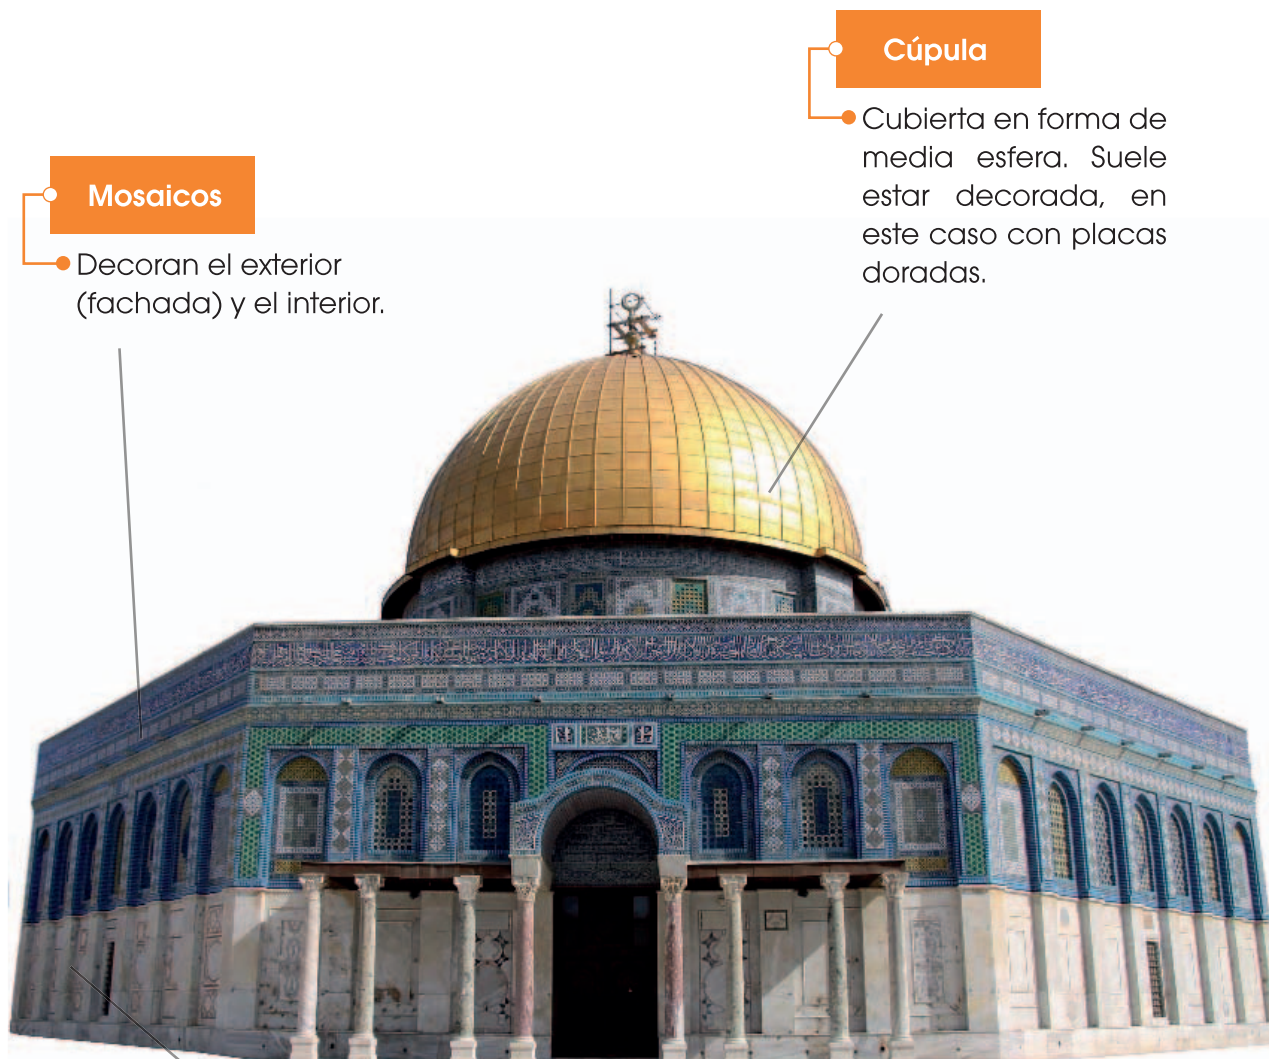 Cúpula
Cubierta en forma de
media esfera. Suele
estar decorada, en
este caso con placas
doradas.
Mosaicos
Decoran el exterior
(fachada) y el interior.